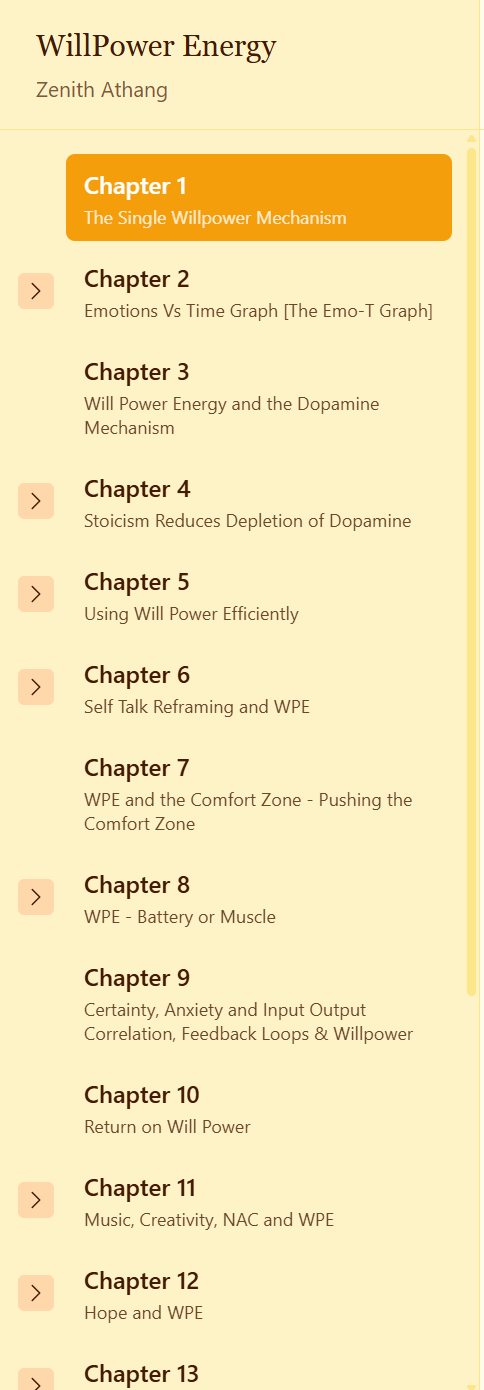 WillPower Energy
Zenith Athang
Chapter 1
The Single Willpower Mechanism
Chapter 2
Emotions Vs Time Graph [The Emo-T Graph]
Chapter 3
Will Power Energy and the Dopamine
Mechanism
Chapter 4
Stoicism Reduces Depletion of Dopamine
Chapter 5
Using Will Power Efficiently
Chapter 6
Self Talk Reframing and WPE
Chapter 7
WPE and the Comfort Zone - Pushing the
Comfort Zone
Chapter 8
WPE - Battery or Muscle
Chapter 9
Certainty, Anxiety and Input Output
Correlation, Feedback Loops & Willpower
Chapter 10
Return on Will Power
Chapter 11
Music, Creativity, NAC and WPE
Chapter 12
Hope and WPE
Chapter 13